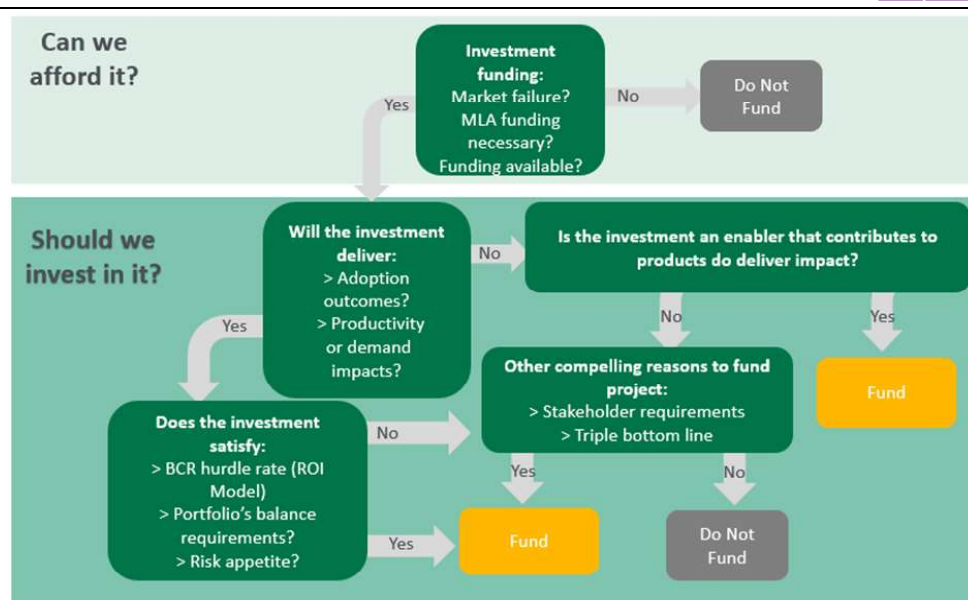 Can we
afford it?
Investment
funding:
Market failure?
MLA funding
necessary?
Funding available?
Yes
No
Do Not
Fund
Should we
invest in it?
Will the investment
deliver:
> Adoption
outcomes?
> Productivity
or demand
impacts?
No
Is the investment an enabler that contributes to
products do deliver impact?
Yes
No
Yes
Other compelling reasons to fund
project:
> Stakeholder requirements
> Triple bottom line
Fund
Does the investment
satisfy:
> BCR hurdle rate (ROI
Model)
> Portfolio's balance
requirements?
> Risk appetite?
No
Yes
Yes
No
Fund
Do Not
Fund